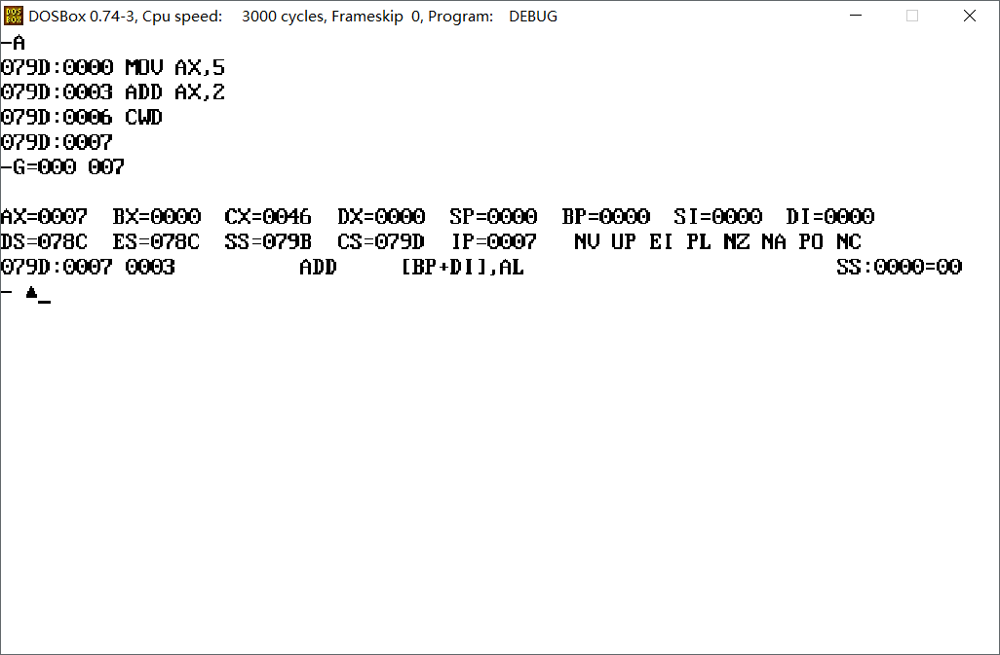 DOSBox 0.74-3, Cpu speed: 3000 cycles, Frameskip 0, Program: DEBUG
-A
079D:0000 MOV AX,5
079D:0003 ADD AX,2
079D:0006 CWD
079D:0007
-G=000 007
AX=0007 BX=0000 CX=0046 DX=0000 SP=0000 BP=0000 SI=0000 DI=0000
DS=078C ES=078C SS=079B CS=079D IP=0007 NV UP EI PL NZ NA PO NC
079D:0007 0003 ADD [BP+DI],AL SS:0000=00
- ▲_